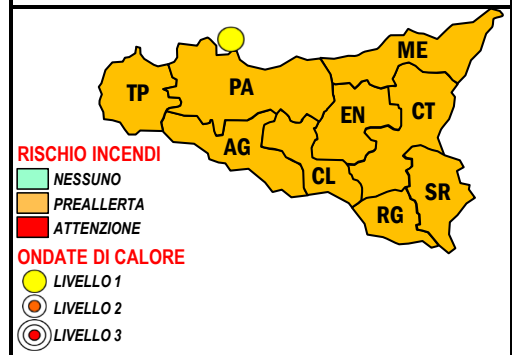 ME
TP
PA
EN
CT
AG
CL
SR
RG
RISCHIO INCENDI
NESSUNO
PREALLERTA
ATTENZIONE
ONDATE DI CALORE
LIVELLO 1
LIVELLO 2
LIVELLO 3